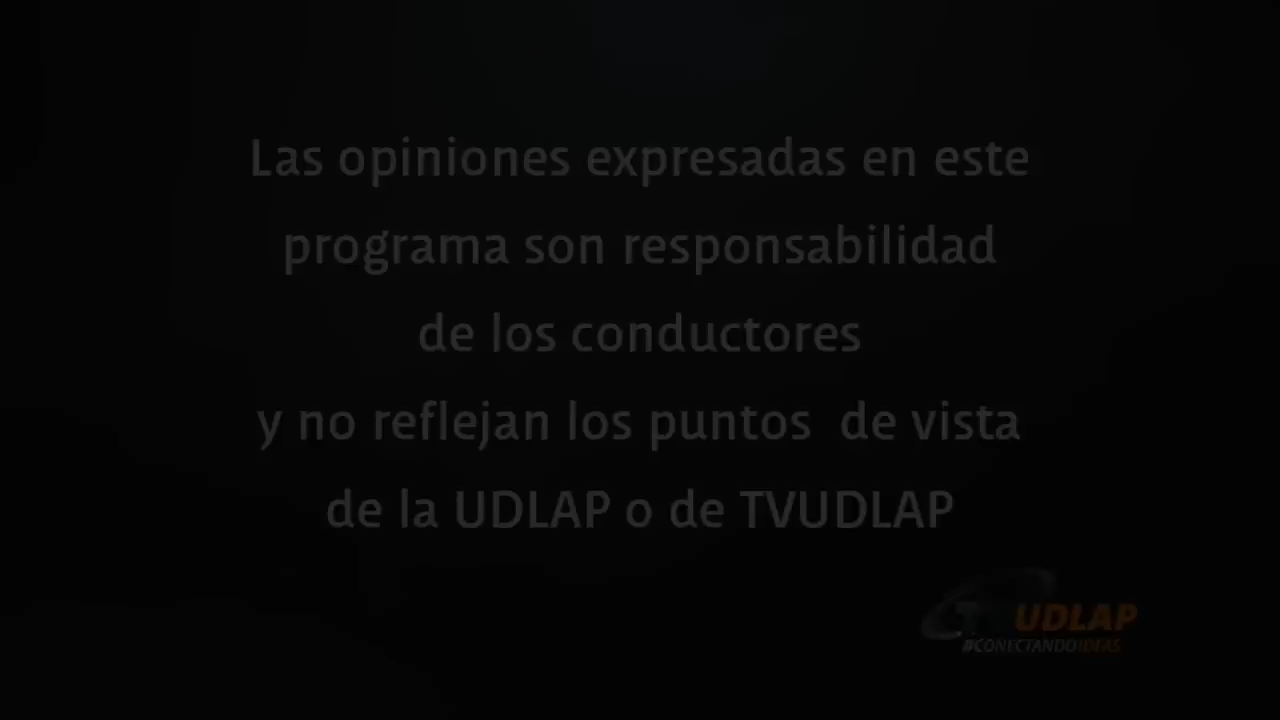 Las opiniones expresadas en este
programa son responsabilidad
de los conductores
y no reflejan los puntos de vista
de la UDLAP o de TVUDLAP
TVUDLAP
#CONECTANDOIDEAS